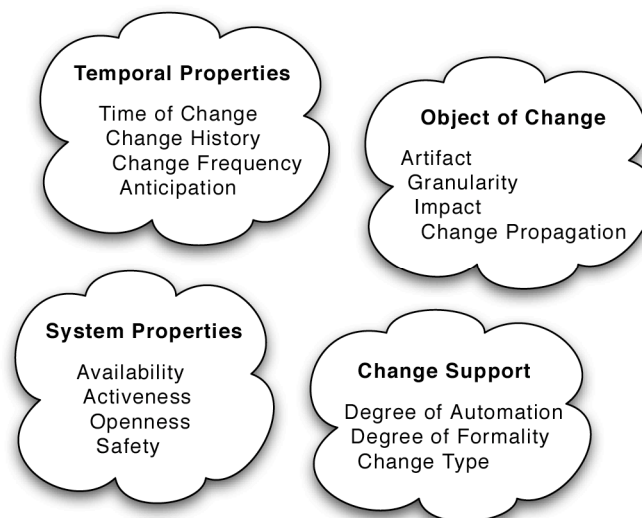 Temporal Properties
Time of Change
Change History
Change Frequency
Anticipation
Object of Change
Artifact
Granularity
Impact
Change Propagation
System Properties
Availability
Activeness
Openness
Safety
Change Support
Degree of Automation
Degree of Formality
Change Type